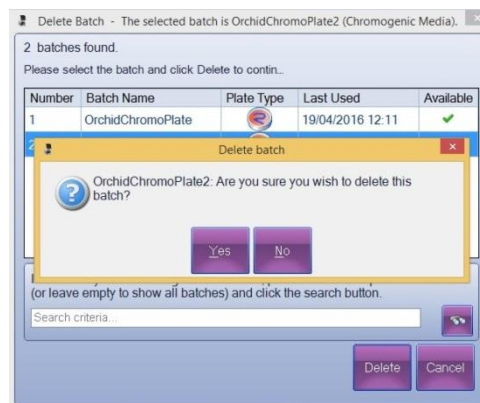 Delete Batch - The selected batch is OrchidChromoPlate2 (Chromogenic Media).
2 batches found.
Please select the batch and click Delete to contin...
Number Batch Name Plate Type Last Used Available
1 OrchidChromoPlate 19/04/2016 12:11
2
Delete batch
OrchidChromoPlate2: Are you sure you wish to delete this
batch?
Yes No
(or leave empty to show all batches) and click the search button.
Search criteria...
Delete Cancel